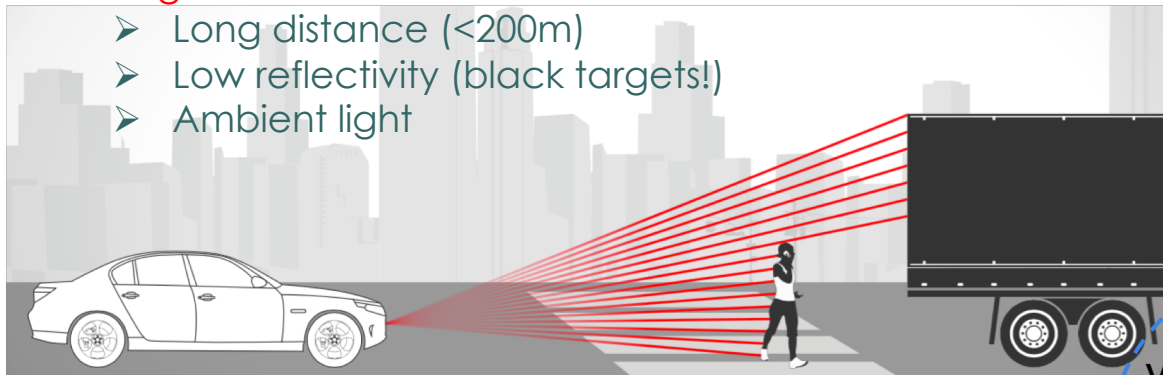 ➢ Long distance (<200m)
➢ Low reflectivity (black targets!)
➢ Ambient light